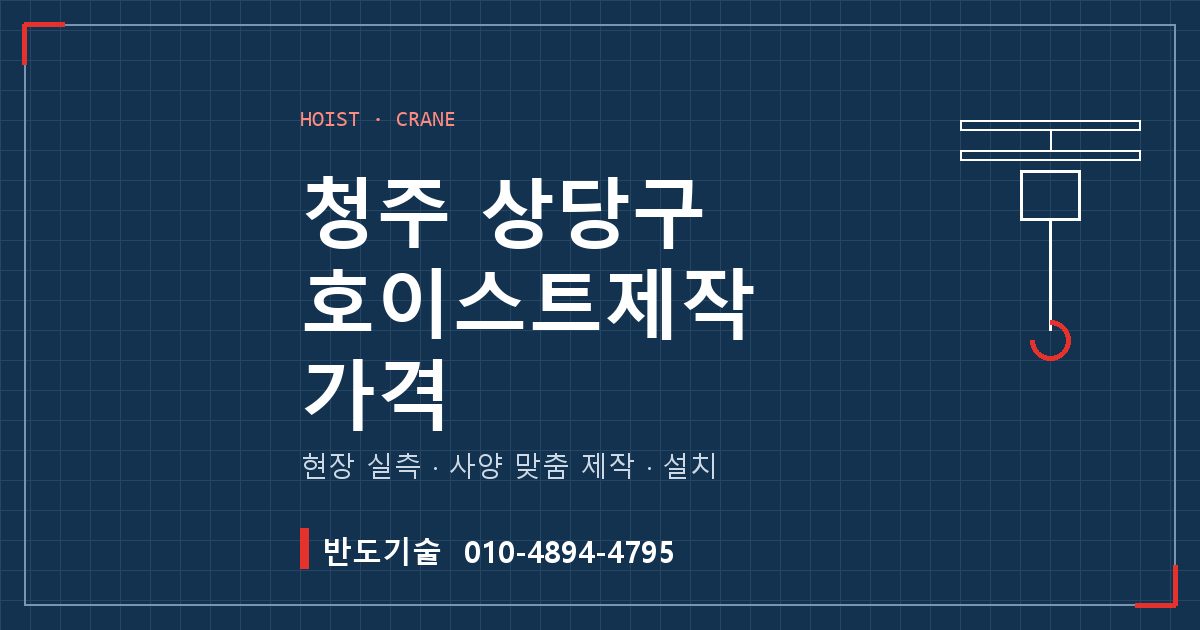 HOIST · CRANE
청주 상당구
호이스트제작
가격
현장 실측 · 사양 맞춤 제작 · 설치
반도기술 010-4894-4795